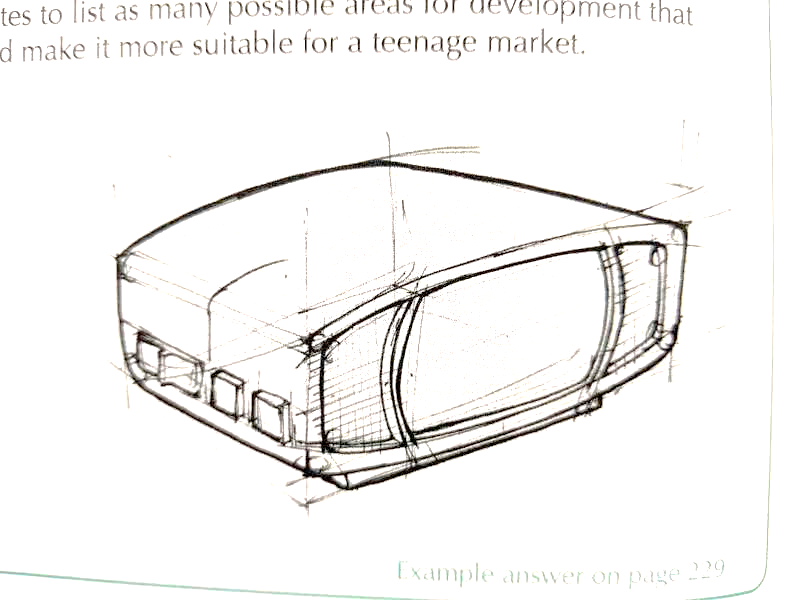 tes to list as many possible areas for development that
d make it more suitable for a teenage market.
Example answer on page 229